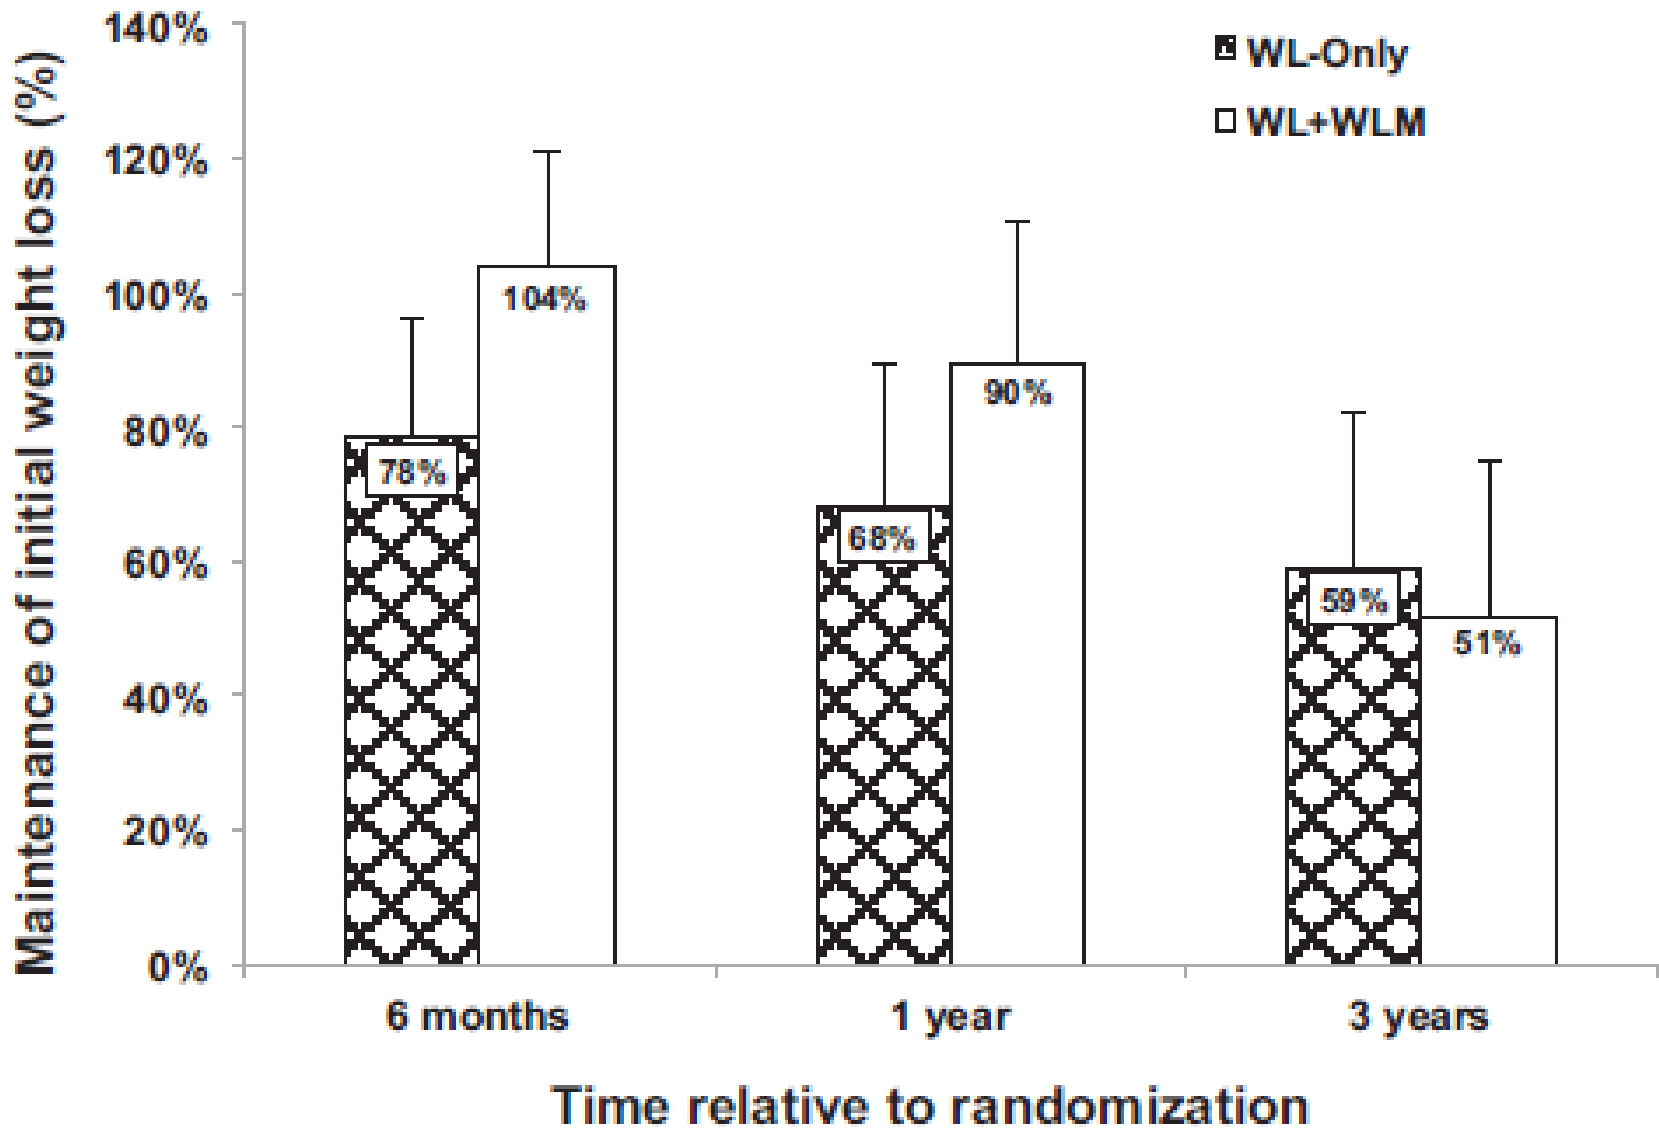 Maintenance of initial weight loss (%)
140%
120%
100%
80%
60%
40%
20%
0%
WL-Only
WL+WLM
78%
104%
68%
90%
59%
51%
6 months
1 year
3 years
Time relative to randomization